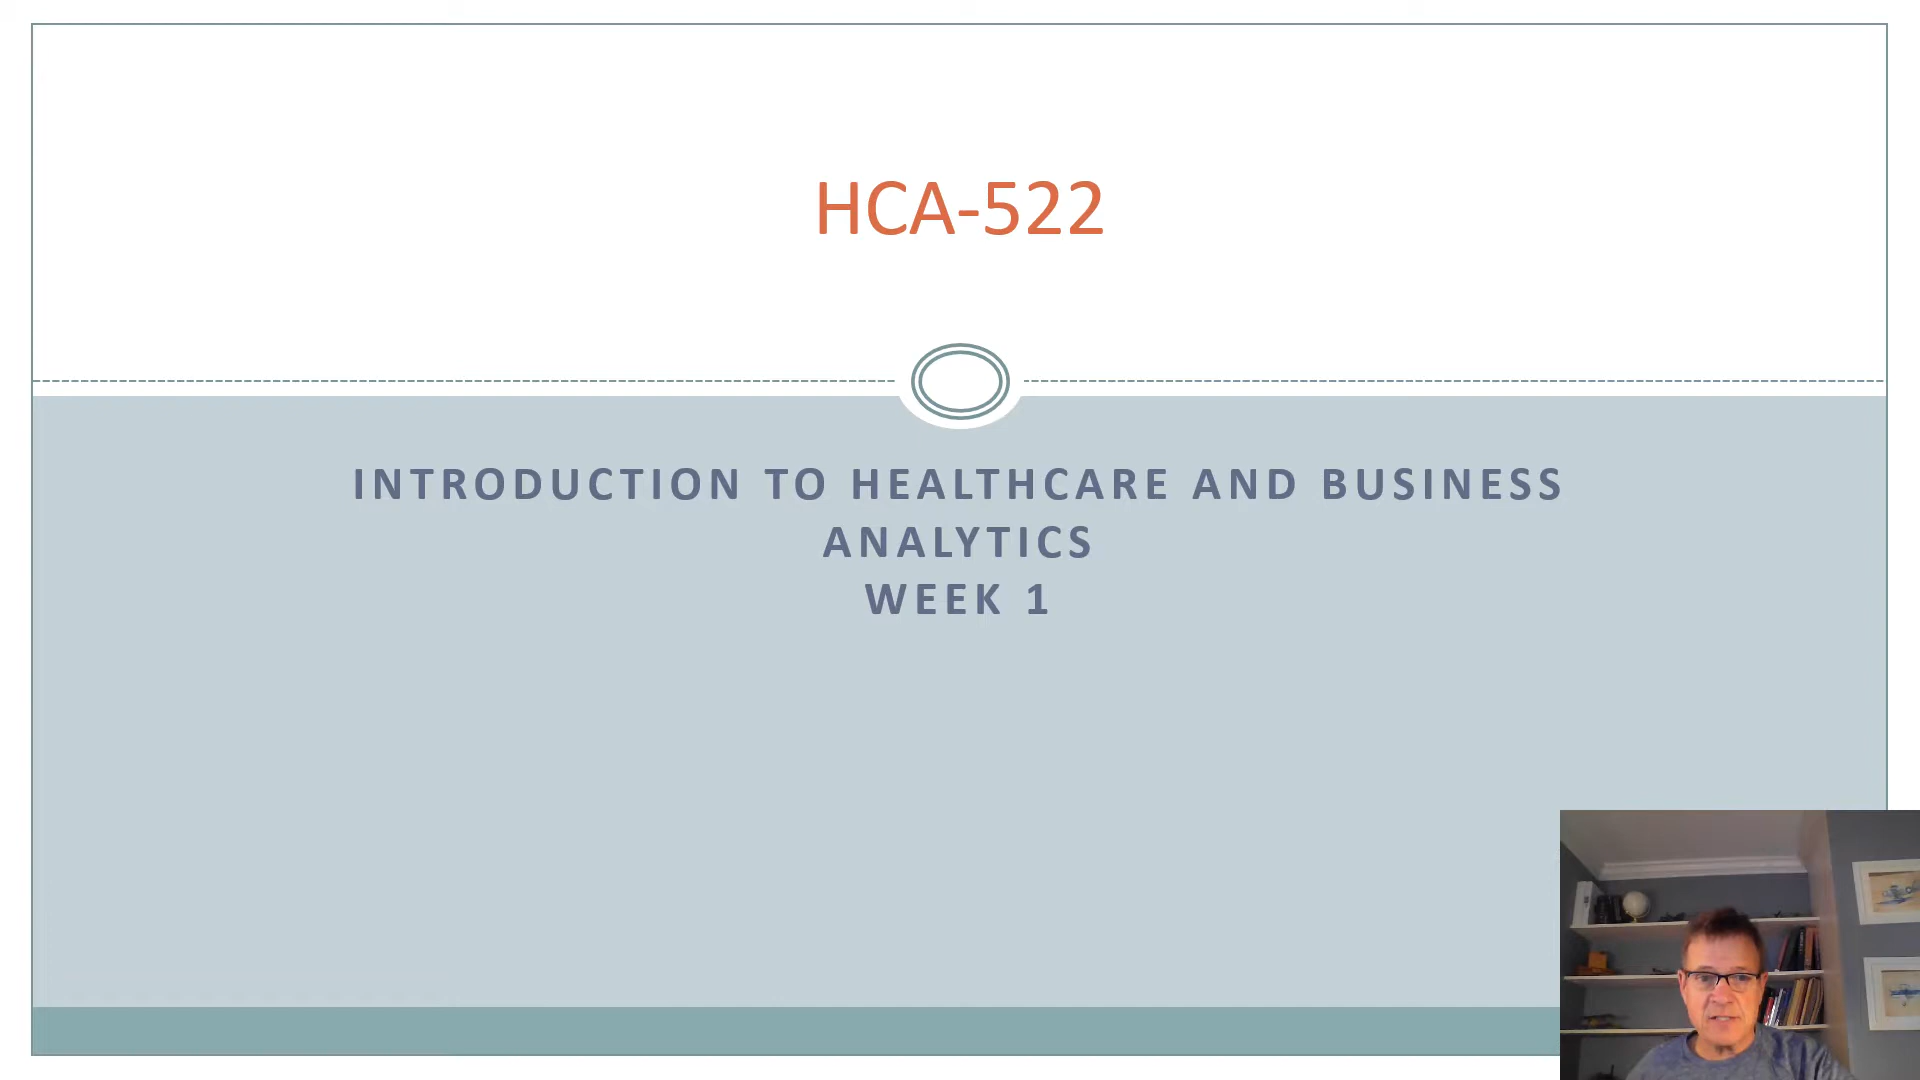 HCA-522
INTRODUCTION TO HEALTHCARE AND BUSINESS
ANALYTICS
WEEK 1